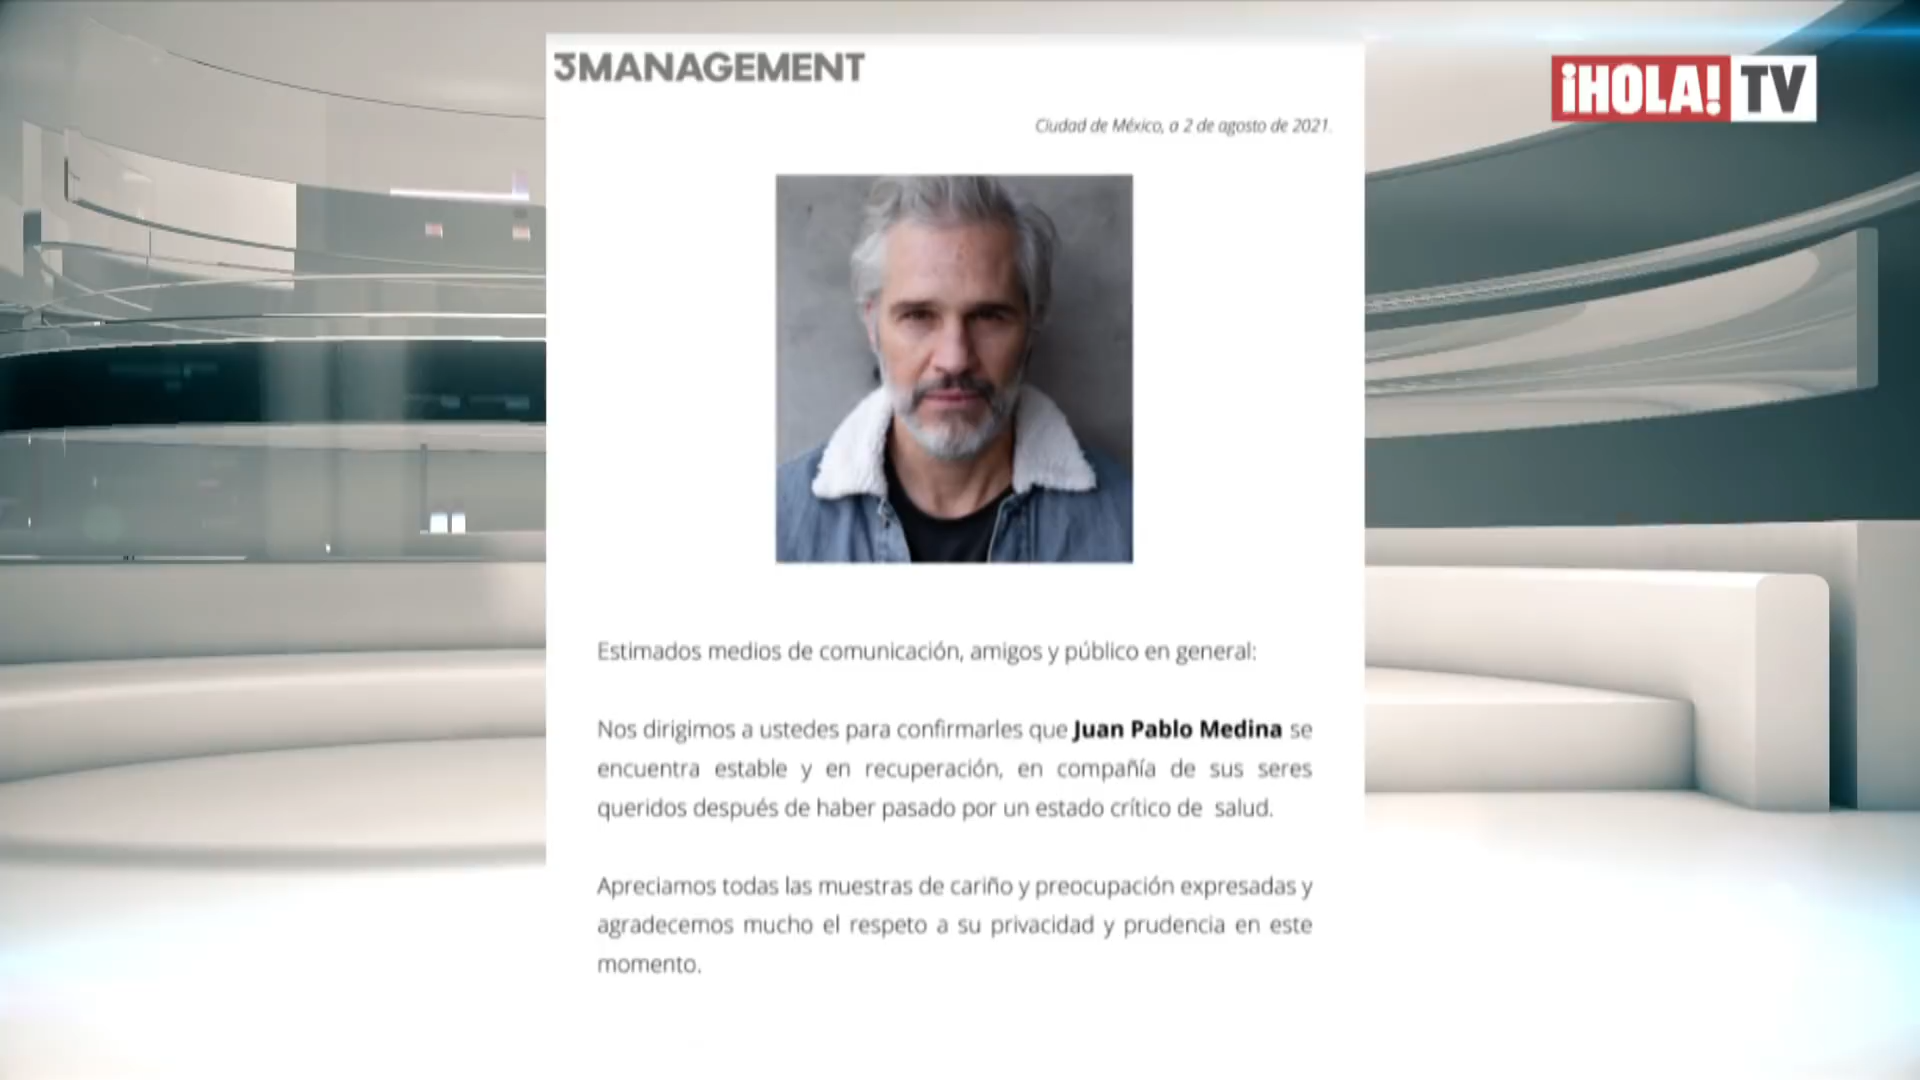 3MANAGEMENT
¡HOLA! TV
Ciudad de México, a 2 de agosto de 2021.
Estimados medios de comunicación, amigos y público en general:
Nos dirigimos a ustedes para confirmarles que Juan Pablo Medina se
encuentra estable y en recuperación, en compañía de sus seres
queridos después de haber pasado por un estado crítico de salud.
Apreciamos todas las muestras de cariño y preocupación expresadas y
agradecemos mucho el respeto a su privacidad y prudencia en este
momento.